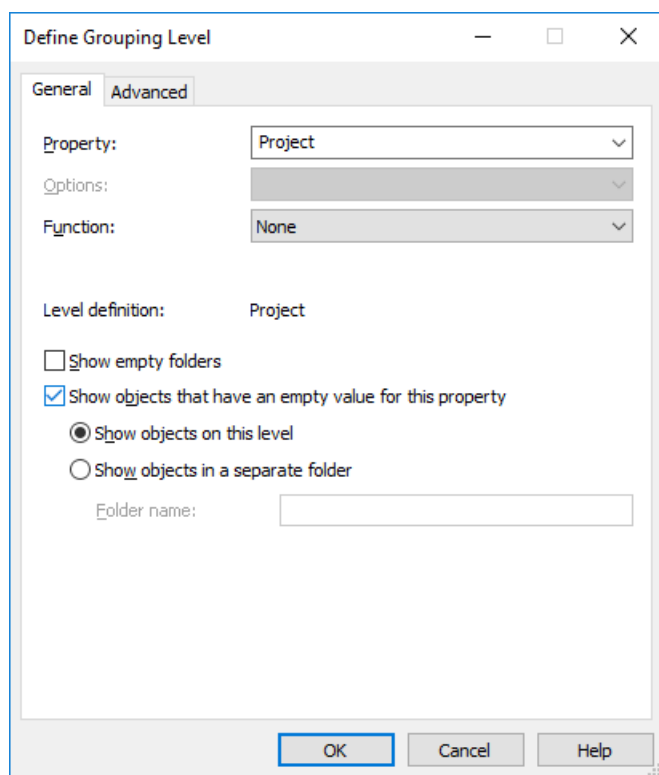 Define Grouping Level
General Advanced
Property: Project
Options:
Function: None
Level definition: Project
Show empty folders
Show objects that have an empty value for this property
Show objects on this level
Show objects in a separate folder
Folder name:
OK Cancel Help